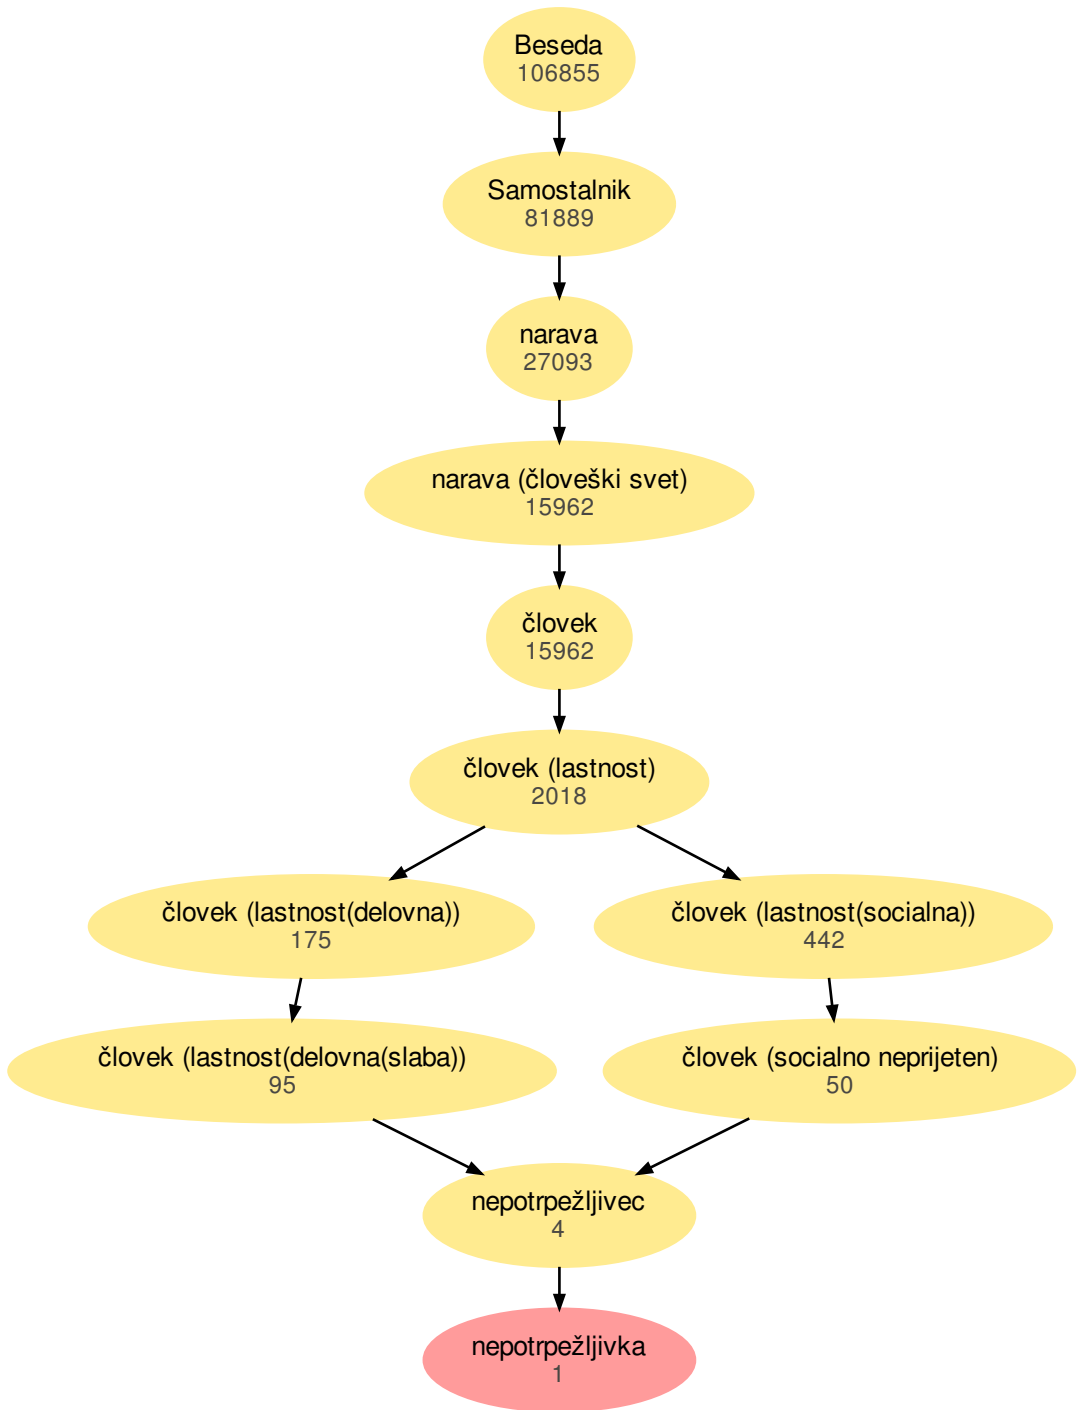 Beseda
106855
Samostalnik
81889
narava
27093
narava (človeški svet)
15962
človek
15962
človek (lastnost)
2018
človek (lastnost(delovna))
175
človek (lastnost(socialna))
442
človek (lastnost(delovna(slaba))
95
človek (socialno neprijeten)
50
nepotrpežljivec
4
nepotrpežljivka
1